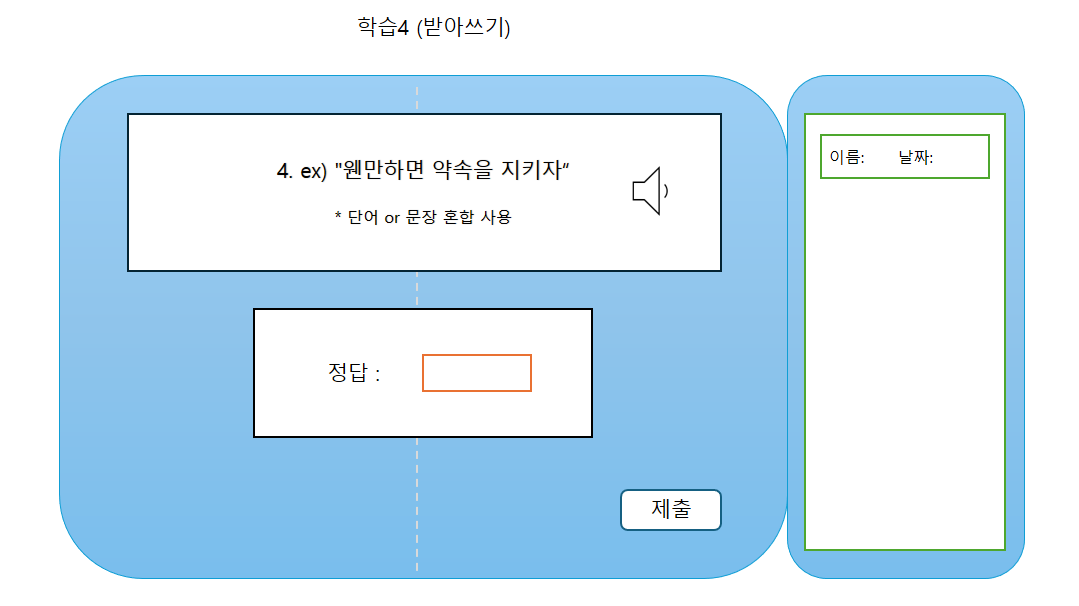 학습4 (받아쓰기)
4. ex) "웬만하면 약속을 지키자“
* 단어 or 문장 혼합 사용
정답 :
제출
이름: 날짜: